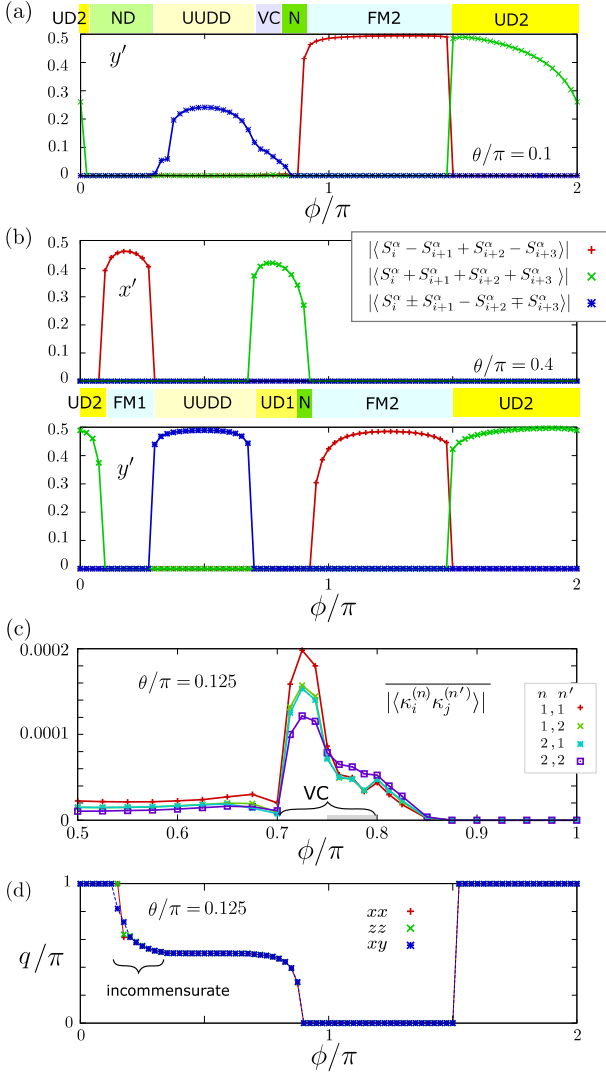 (a)
UD2 ND UUDD VC N FM2 UD2
0.5
0.4
0.3
0.2
0.1
0
y′
θ/π = 0.1
0 1 2
ϕ/π
(b)
0.5
0.4
0.3
0.2
0.1
0
x′
|⟨S_i^α − S_{i+1}^α + S_{i+2}^α − S_{i+3}^α⟩|
|⟨S_i^α + S_{i+1}^α + S_{i+2}^α + S_{i+3}^α ⟩|
|⟨S_i^α ± S_{i+1}^α − S_{i+2}^α ∓ S_{i+3}^α⟩|
θ/π = 0.4
UD2 FM1 UUDD UD1 N FM2 UD2
0.5
0.4
0.3
0.2
0.1
0
y′
0 1 2
ϕ/π
(c)
0.0002
0.0001
0
θ/π = 0.125
|⟨κ_i^{(n)} κ_j^{(n′)}⟩|
n n′
1,1
1,2
2,1
2,2
VC
0.5 0.6 0.7 0.8 0.9 1
ϕ/π
(d)
1
q/π
0
θ/π = 0.125
xx
zz
xy
incommensurate
0 1 2
ϕ/π